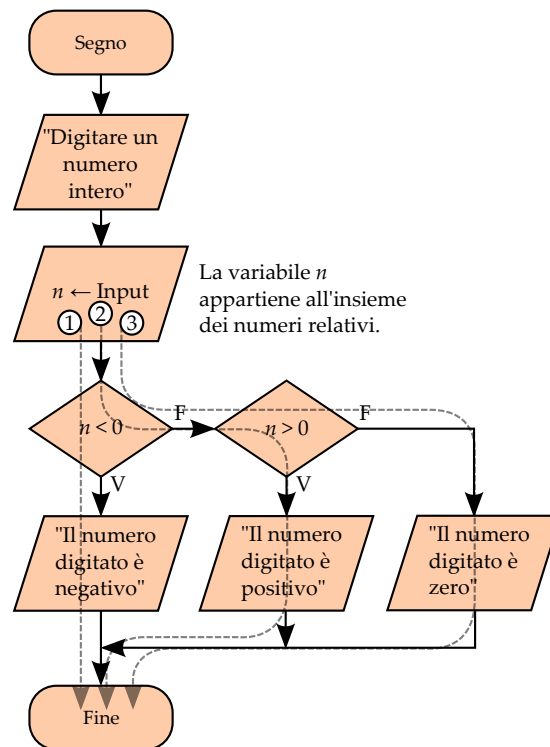 Segno
"Digitare un
numero
intero"
n ← Input
1 2 3
La variabile n
appartiene all'insieme
dei numeri relativi.
n < 0
F
n > 0
F
V
V
"Il numero
digitato è
negativo"
"Il numero
digitato è
positivo"
"Il numero
digitato è
zero"
Fine